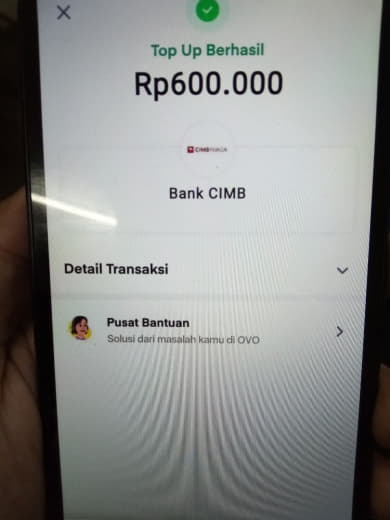 Top Up Berhasil
Rp600.000
CIMB NIAGA
Bank CIMB
Detail Transaksi
Pusat Bantuan
Solusi dari masalah kamu di OVO